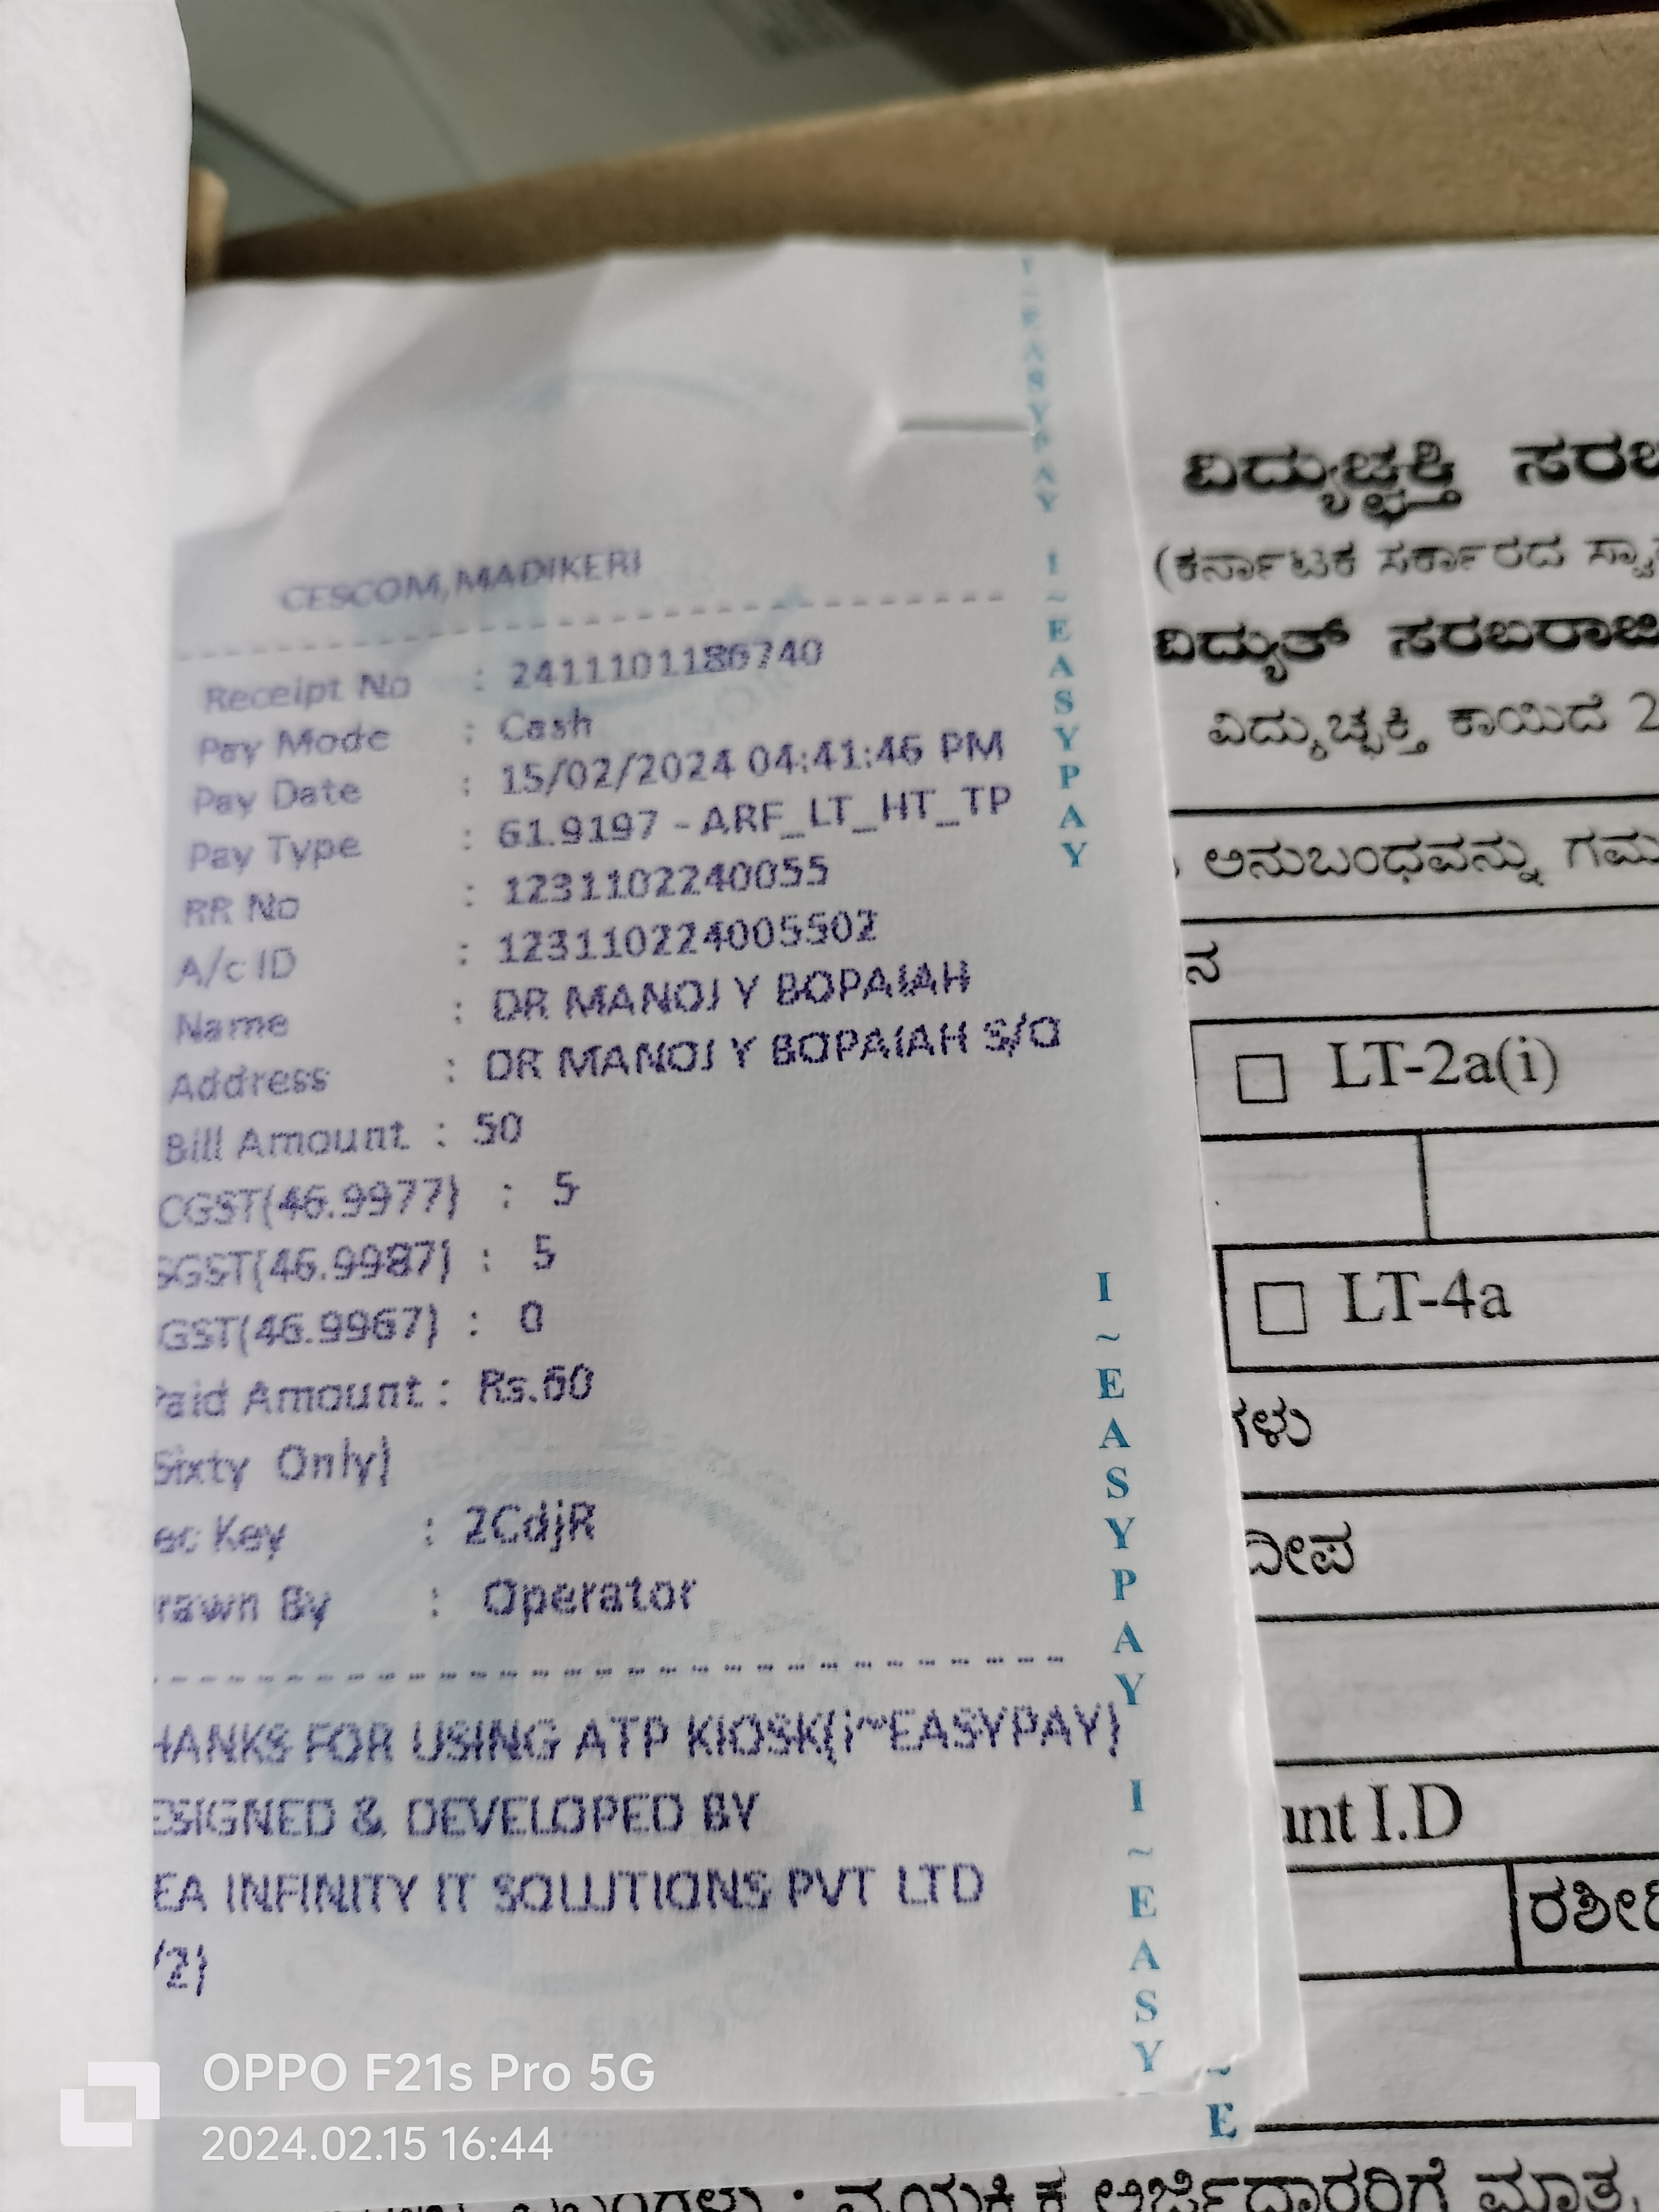 CESCOM,MADIKERI
Receipt No : 2411101186740
Pay Mode : Cash
Pay Date : 15/02/2024 04:41:46 PM
Pay Type : 61.9197 - ARF_LT_HT_TP
RR No : 1231102240055
A/c ID : 123110224005502
Name : DR MANOJ Y BOPAIAH
Address : DR MANOJ Y BOPAIAH S/O
Bill Amount : 50
CGST(46.9977) : 5
SGST(46.9987) : 5
GST(46.9967) : 0
Paid Amount : Rs.60
Sixty Only)
ec Key : 2CdjR
rawn By : Operator
HANKS FOR USING ATP KIOSK(i~EASYPAY)
ESIGNED & DEVELOPED BY
EA INFINITY IT SOLUTIONS PVT LTD
/2)
I~EASYPAY
I~EASYPAY
I~EASYPAY
I~EASY
~E
ವಿದ್ಯುಚ್ಛಕ್ತಿ ಸರಬ
(ಕರ್ನಾಟಕ ಸರ್ಕಾರದ ಸ್ವಾ
ವಿದ್ಯುತ್ ಸರಬರಾಜು
ವಿದ್ಯುಚ್ಛಕ್ತಿ ಕಾಯಿದೆ 2
ಅನುಬಂಧವನ್ನು ಗಮ
ನ
LT-2a(i)
LT-4a
ಗಳು
ದೀಪ
unt I.D
ರಶೀದಿ
ಅರ್ಜಿದಾರರಿಗೆ ಮಾತ್ರ
OPPO F21s Pro 5G
2024.02.15 16:44